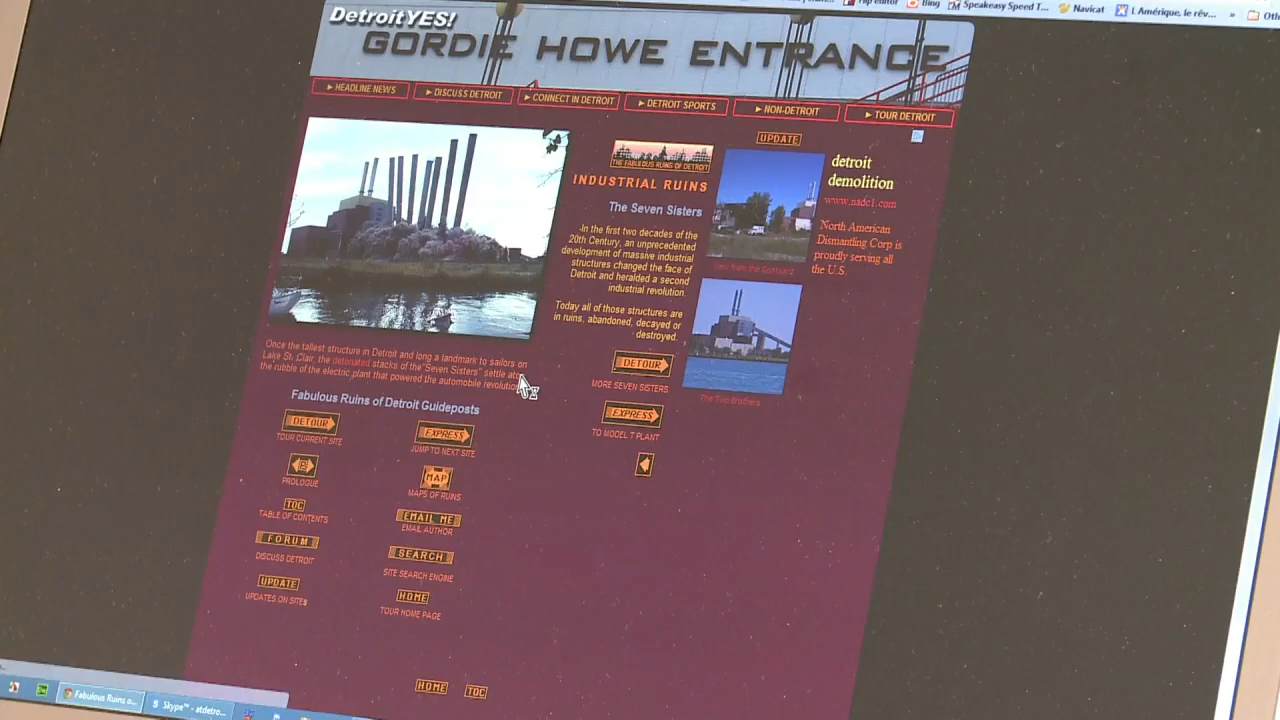 Bing
Speakeasy Speed T...
Navicat
L'Amérique, le rêv...
»
DetroitYES!
GORDIE HOWE ENTRANCE
► HEADLINE NEWS
► DISCUSS DETROIT
► CONNECT IN DETROIT
► DETROIT SPORTS
► NON-DETROIT
► TOUR DETROIT
THE FABULOUS RUINS OF DETROIT
INDUSTRIAL RUINS
The Seven Sisters
-In the first two decades of the
20th Century, an unprecedented
development of massive industrial
structures changed the face of
Detroit and heralded a second
industrial revolution.
Today all of those structures are
in ruins, abandoned, decayed or
destroyed.
DETOUR
MORE SEVEN SISTERS
EXPRESS
TO MODEL T PLANT
UPDATE
The Two Brothers
detroit
demolition
www.nadc1.com
North American
Dismantling Corp is
proudly serving all
the U.S.
Once the tallest structure in Detroit and long a landmark to sailors on
Lake St. Clair, the detonated stacks of the "Seven Sisters" settle
the rubble of the electric plant that powered the automobile revolution
Fabulous Ruins of Detroit Guideposts
DETOUR
TOUR CURRENT SITE
EXPRESS
JUMP TO NEXT SITE
PROLOGUE
MAP
MAPS OF RUINS
TOC
TABLE OF CONTENTS
EMAIL ME
EMAIL AUTHOR
FORUM
DISCUSS DETROIT
SEARCH
SITE SEARCH ENGINE
UPDATE
UPDATES ON SITES
HOME
TOUR HOME PAGE
HOME
TOC
Fabulous Ruins o...
Skype™ - atdetro...